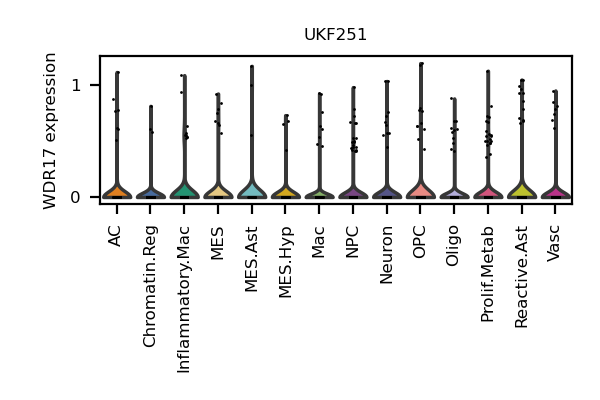 UKF251
WDR17 expression
1
0
AC
Chromatin.Reg
Inflammatory.Mac
MES
MES.Ast
MES.Hyp
Mac
NPC
Neuron
OPC
Oligo
Prolif.Metab
Reactive.Ast
Vasc